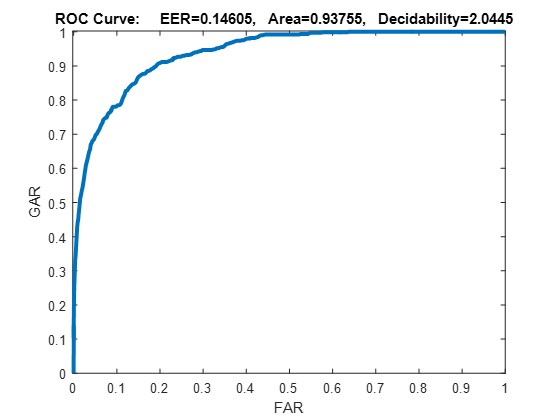 ROC Curve: EER=0.14605, Area=0.93755, Decidability=2.0445
1
0.9
0.8
0.7
0.6
0.5
0.4
0.3
0.2
0.1
0
GAR
0 0.1 0.2 0.3 0.4 0.5 0.6 0.7 0.8 0.9 1
FAR